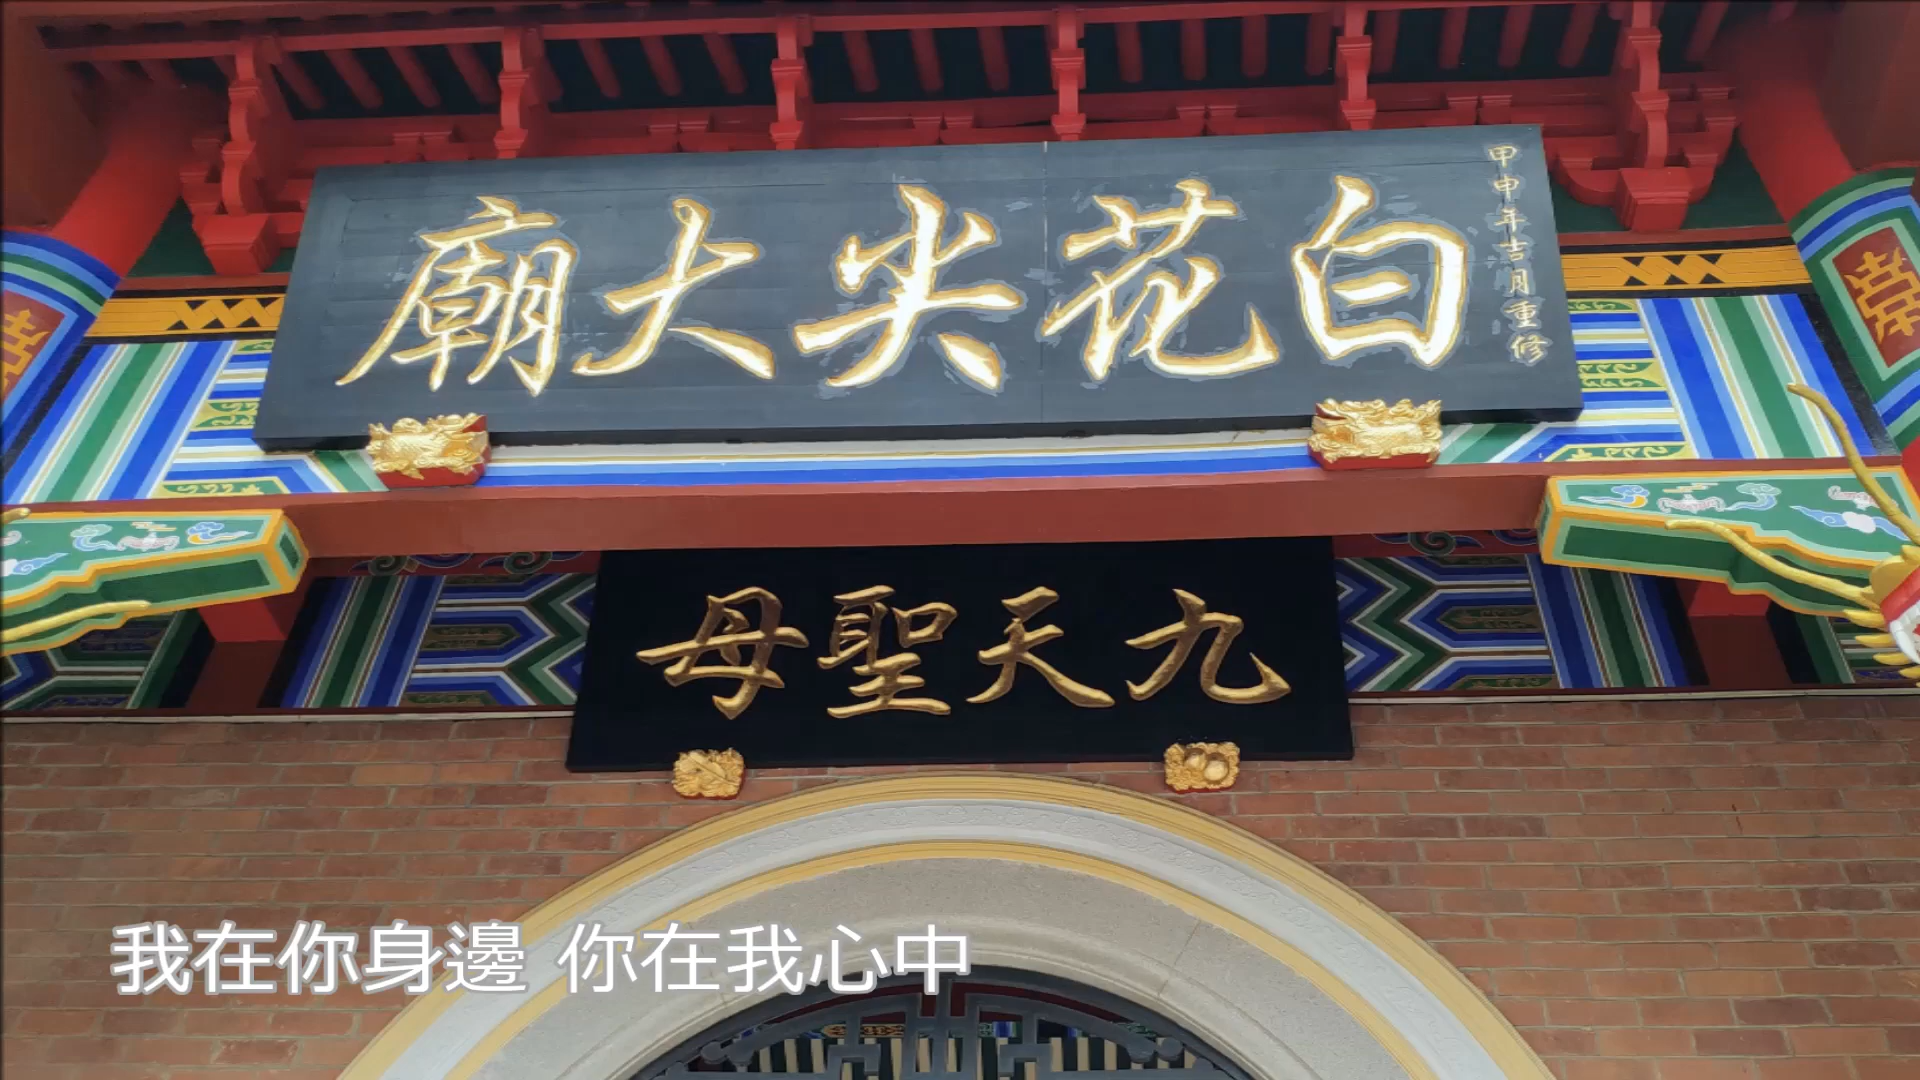 甲申年吉月重修
白花尖大廟
九天聖母
我在你身邊 你在我心中